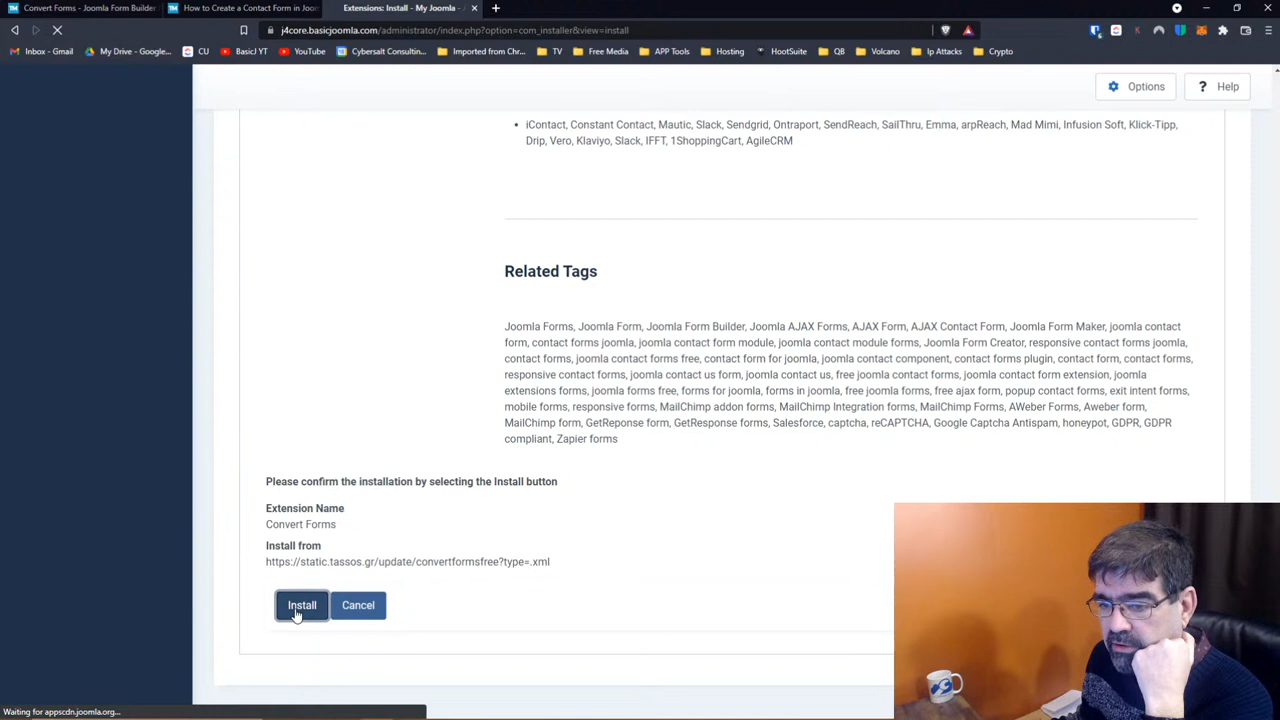 Convert Forms - Joomla Form Builder
How to Create a Contact Form in Joom
Extensions: Install - My Joomla -
j4core.basicjoomla.com/administrator/index.php?option=com_installer&view=install
Inbox - Gmail
My Drive - Google...
CU
Basicj YT
YouTube
Cybersalt Consultin...
Imported from Chr...
TV
Free Media
APP Tools
Hosting
HootSuite
QB
Volcano
Ip Attacks
Crypto
Options
? Help
• iContact, Constant Contact, Mautic, Slack, Sendgrid, Ontraport, SendReach, SailThru, Emma, arpReach, Mad Mimi, Infusion Soft, Klick-Tipp,
Drip, Vero, Klaviyo, Slack, IFFT, 1ShoppingCart, AgileCRM
Related Tags
Joomla Forms, Joomla Form, Joomla Form Builder, Joomla AJAX Forms, AJAX Form, AJAX Contact Form, Joomla Form Maker, joomla contact
form, contact forms joomla, joomla contact form module, joomla contact module forms, Joomla Form Creator, responsive contact forms joomla,
contact forms, joomla contact forms free, contact form for joomla, joomla contact component, contact forms plugin, contact form, contact forms,
responsive contact forms, joomla contact us form, joomla contact us, free joomla contact forms, joomla contact form extension, joomla
extensions forms, joomla forms free, forms for joomla, forms in joomla, free joomla forms, free ajax form, popup contact forms, exit intent forms,
mobile forms, responsive forms, MailChimp addon forms, MailChimp Integration forms, MailChimp Forms, AWeber Forms, Aweber form,
MailChimp form, GetReponse form, GetResponse forms, Salesforce, captcha, reCAPTCHA, Google Captcha Antispam, honeypot, GDPR, GDPR
compliant, Zapier forms
Please confirm the installation by selecting the Install button
Extension Name
Convert Forms
Install from
https://static.tassos.gr/update/convertformsfree?type=.xml
Install
Cancel
Waiting for appscdn.joomla.org...